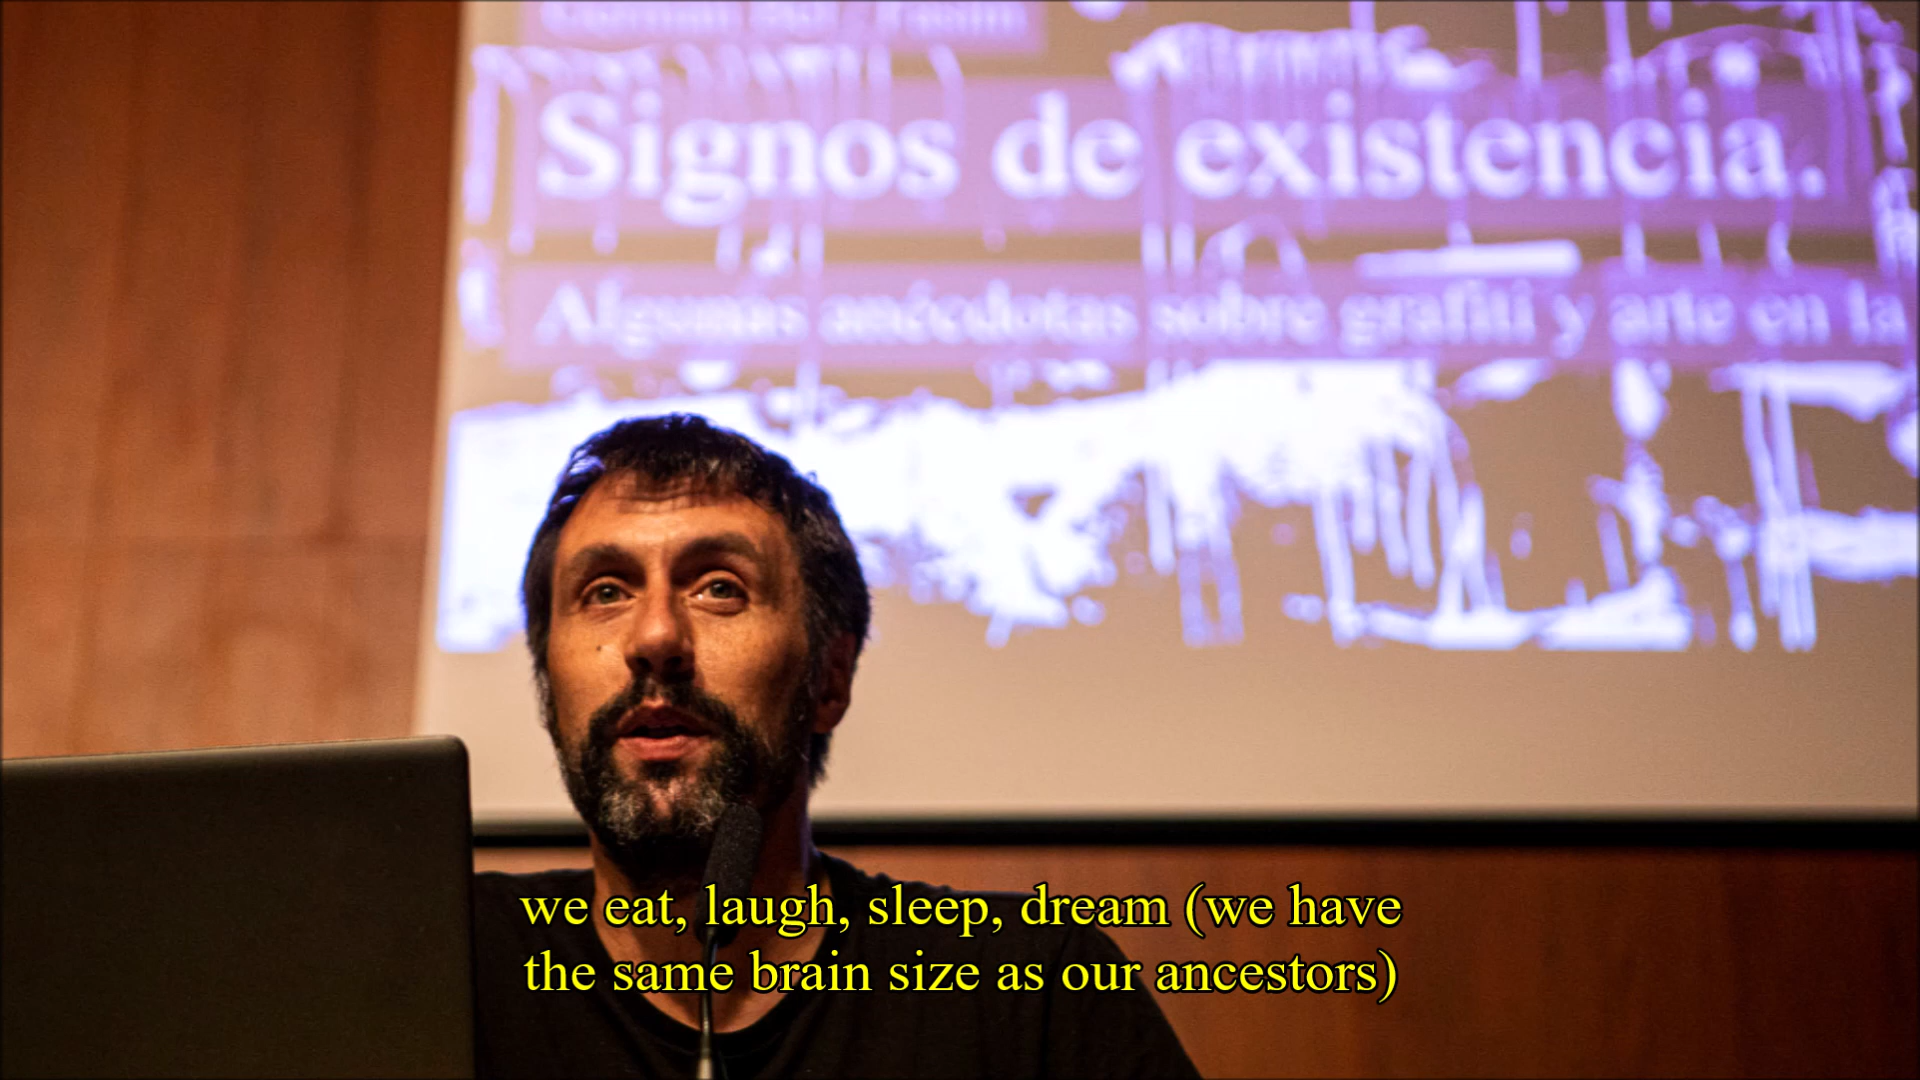 Signos de existencia.
Algunas anécdotas sobre grafiti y arte en la
we eat, laugh, sleep, dream (we have
the same brain size as our ancestors)